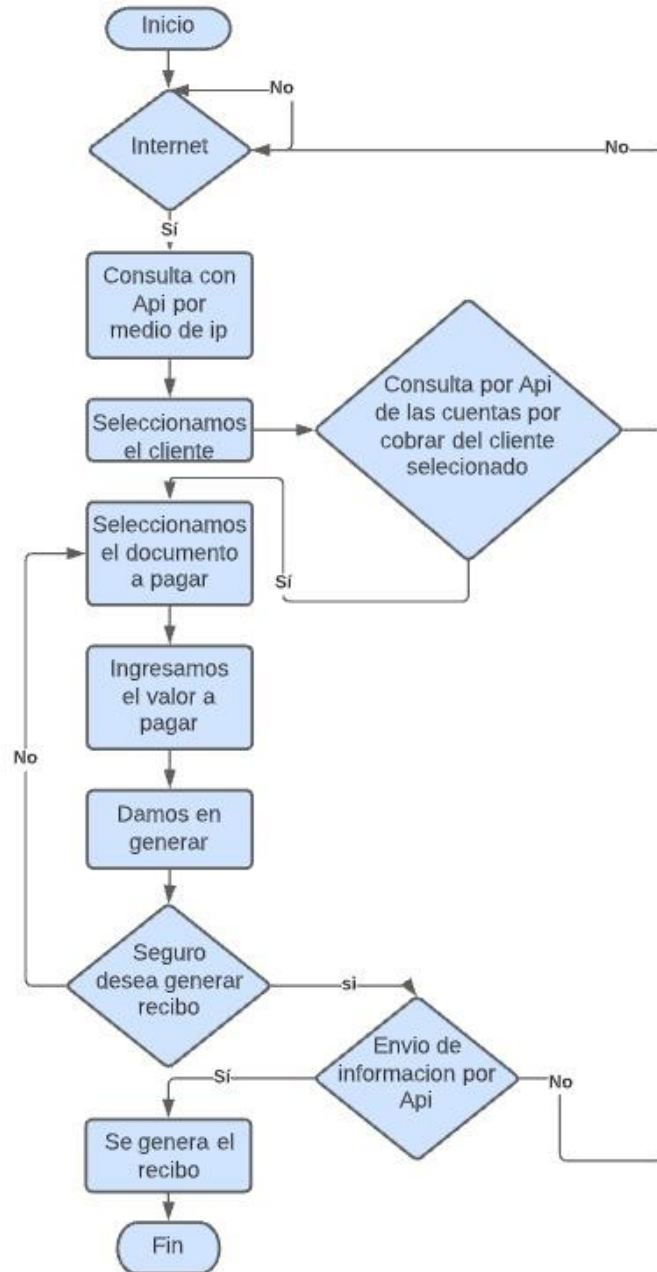 Inicio
No
Internet
No
Sí
Consulta con
Api por
medio de ip
Consulta por Api
de las cuentas por
cobrar del cliente
selecionado
Seleccionamos
el cliente
Seleccionamos
el documento
a pagar
Sí
Ingresamos
el valor a
pagar
No
Damos en
generar
Seguro
desea generar
recibo
si
Envio de
informacion por
Api
Sí
No
Se genera el
recibo
Fin